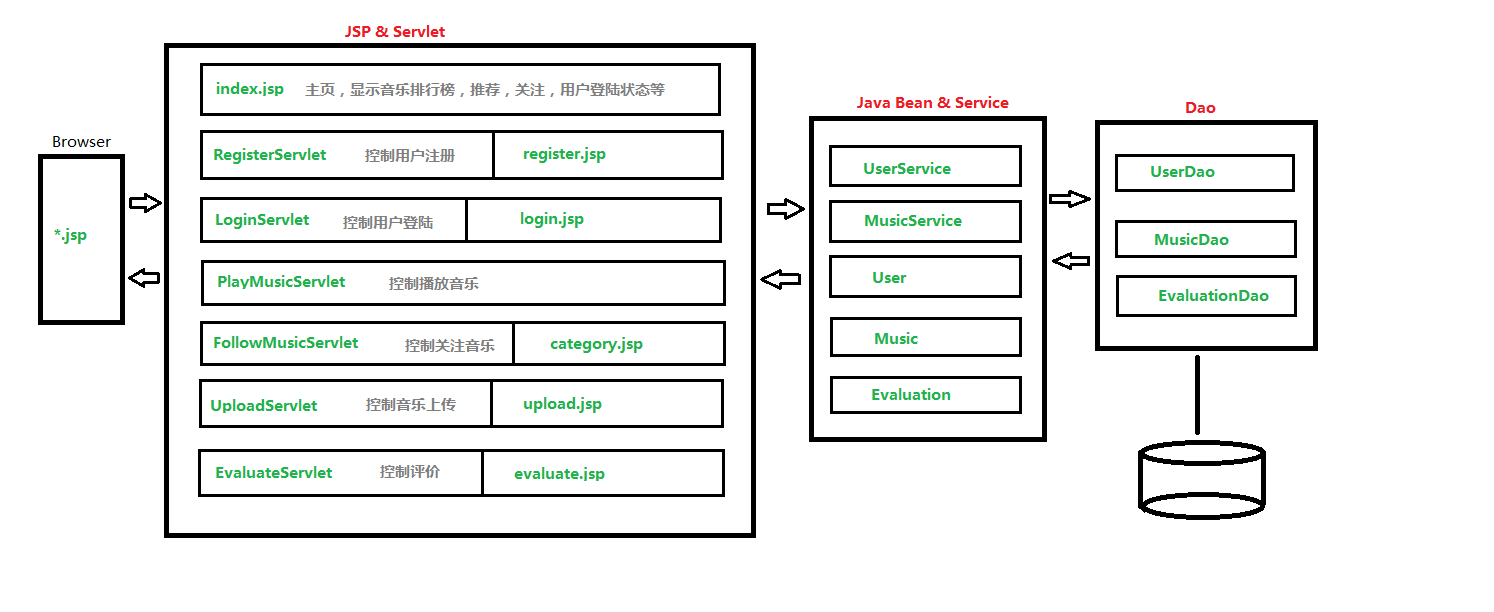 JSP & Servlet
index.jsp 主页，显示音乐排行榜，推荐，关注，用户登陆状态等
RegisterServlet 控制用户注册 register.jsp
LoginServlet 控制用户登陆 login.jsp
PlayMusicServlet 控制播放音乐
FollowMusicServlet 控制关注音乐 category.jsp
UploadServlet 控制音乐上传 upload.jsp
EvaluateServlet 控制评价 evaluate.jsp
Browser
*.jsp
Java Bean & Service
UserService
MusicService
User
Music
Evaluation
Dao
UserDao
MusicDao
EvaluationDao